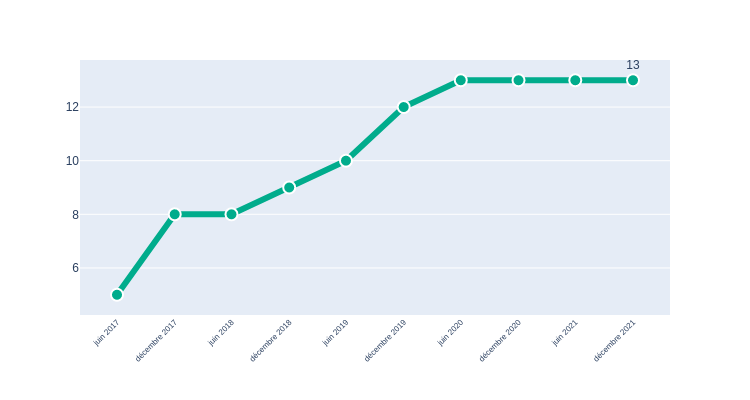 13
12
10
8
6
juin 2017
décembre 2017
juin 2018
décembre 2018
juin 2019
décembre 2019
juin 2020
décembre 2020
juin 2021
décembre 2021